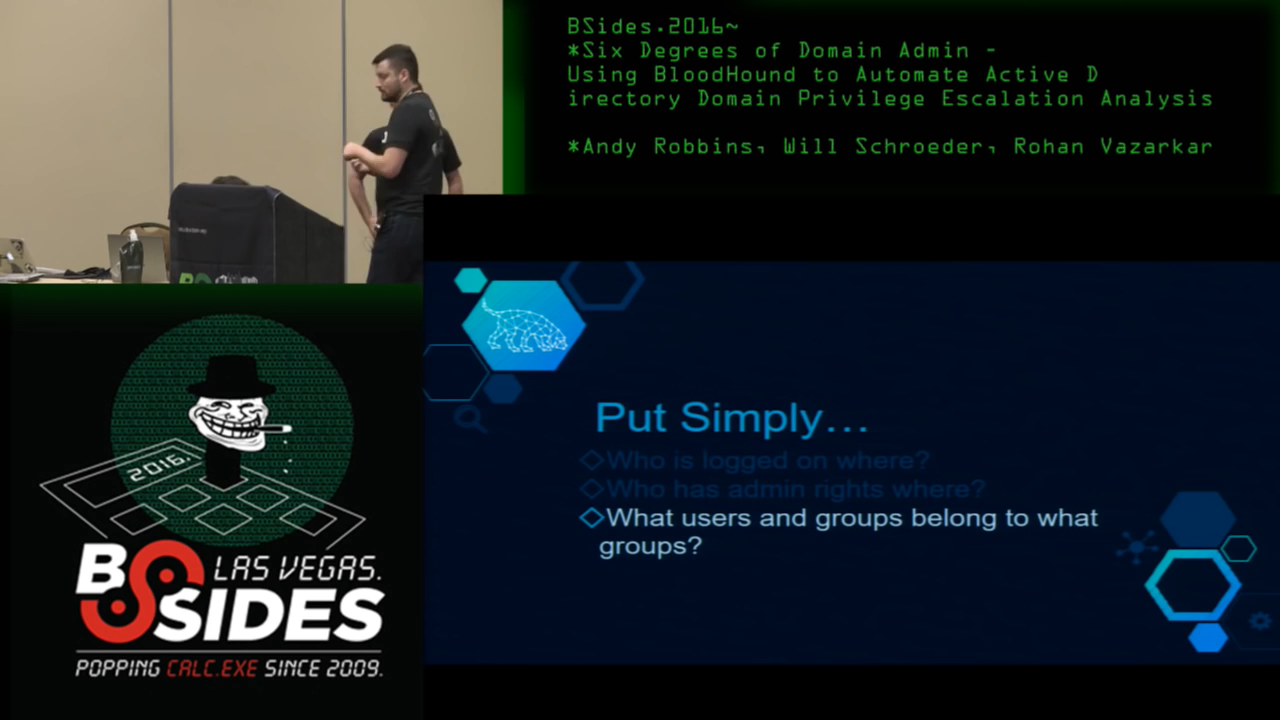 BSides.2016~
*Six Degrees of Domain Admin -
Using BloodHound to Automate Active D
irectory Domain Privilege Escalation Analysis
*Andy Robbins, Will Schroeder, Rohan Vazarkar
Put Simply...
Who is logged on where?
Who has admin rights where?
What users and groups belong to what
groups?
2016.
BSIDES
LAS VEGAS.
POPPING CALC.EXE SINCE 2009.